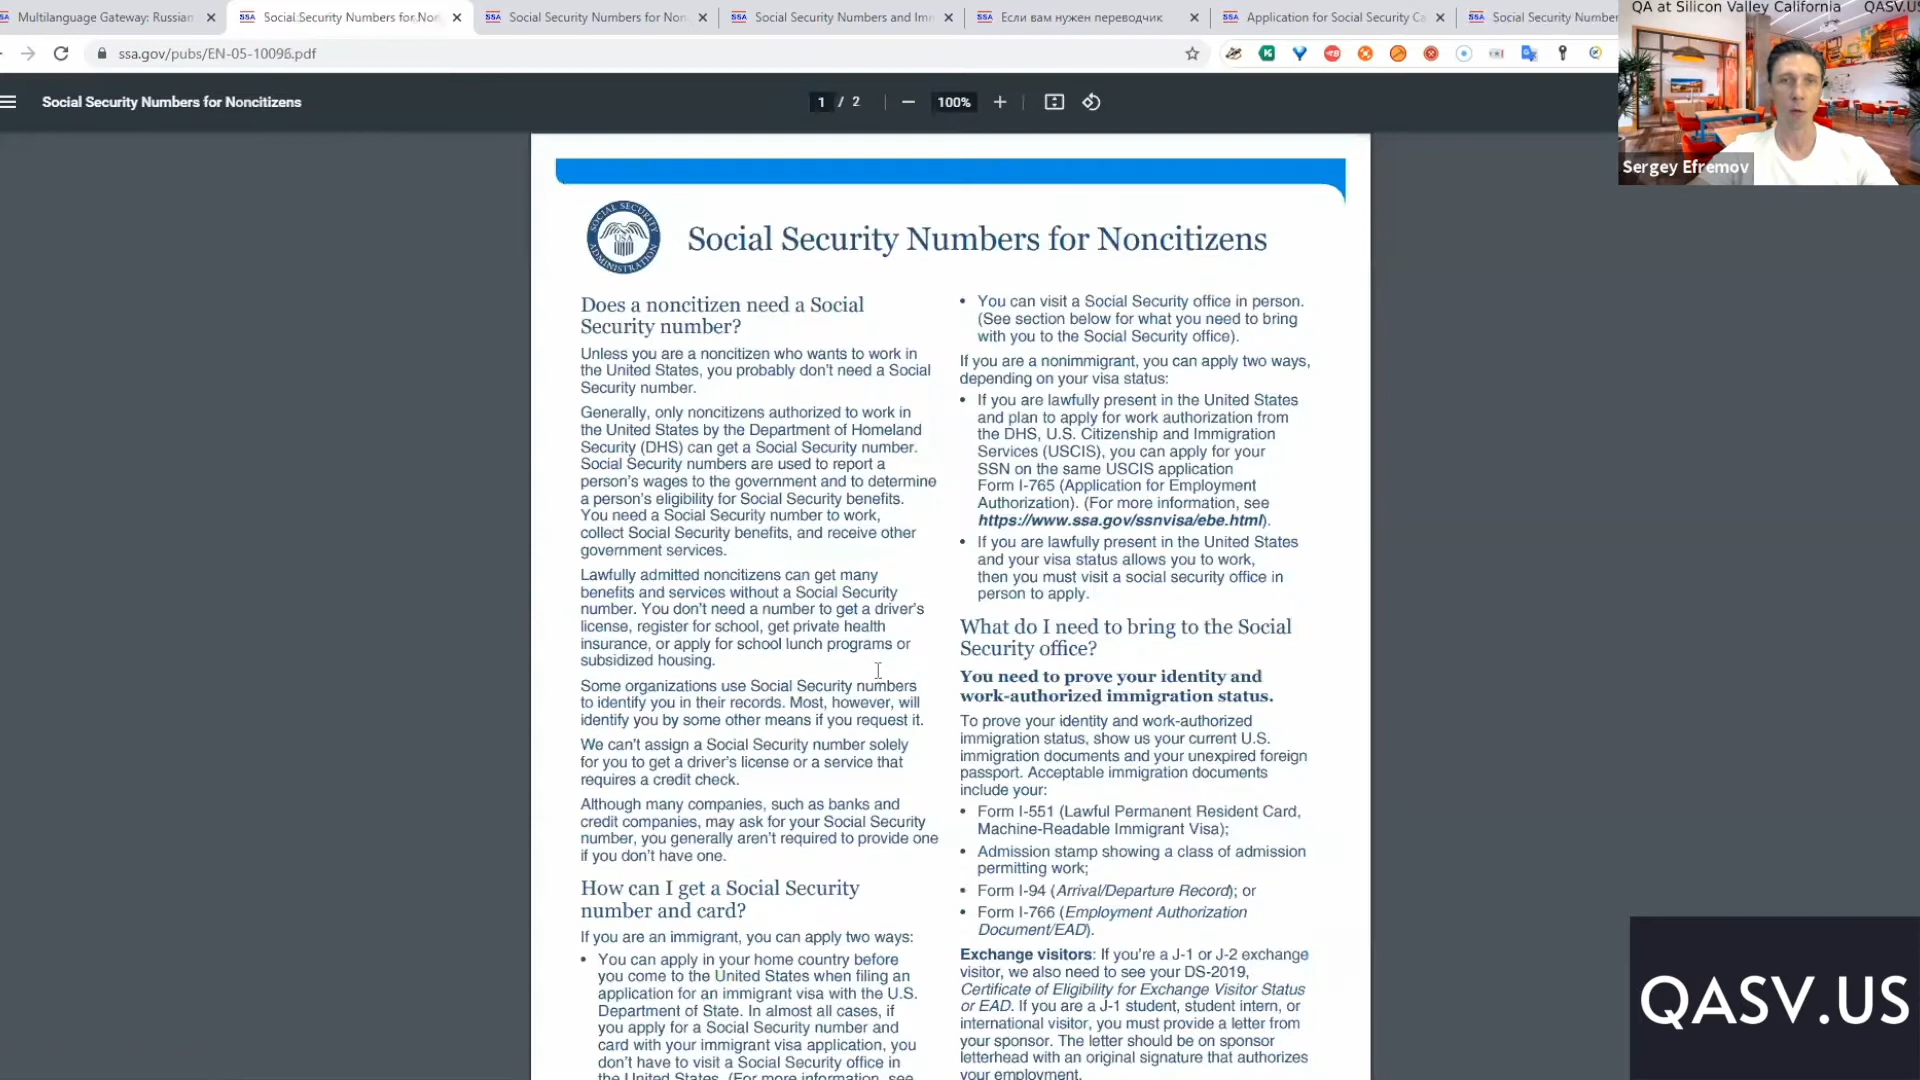 Multilanguage Gateway: Russian
Social Security Numbers for Non
Social Security Numbers for Non
Social Security Numbers and Imm
Если вам нужен переводчик
Application for Social Security Ca
Social Security Number
QA at Silicon Valley California
QASV.US
ssa.gov/pubs/EN-05-10096.pdf
Social Security Numbers for Noncitizens
1 / 2
100%
Sergey Efremov
Social Security Numbers for Noncitizens
Does a noncitizen need a Social
Security number?
Unless you are a noncitizen who wants to work in
the United States, you probably don't need a Social
Security number.
Generally, only noncitizens authorized to work in
the United States by the Department of Homeland
Security (DHS) can get a Social Security number.
Social Security numbers are used to report a
person's wages to the government and to determine
a person's eligibility for Social Security benefits.
You need a Social Security number to work,
collect Social Security benefits, and receive other
government services.
Lawfully admitted noncitizens can get many
benefits and services without a Social Security
number. You don't need a number to get a driver's
license, register for school, get private health
insurance, or apply for school lunch programs or
subsidized housing.
Some organizations use Social Security numbers
to identify you in their records. Most, however, will
identify you by some other means if you request it.
We can't assign a Social Security number solely
for you to get a driver's license or a service that
requires a credit check.
Although many companies, such as banks and
credit companies, may ask for your Social Security
number, you generally aren't required to provide one
if you don't have one.
How can I get a Social Security
number and card?
If you are an immigrant, you can apply two ways:
• You can apply in your home country before
you come to the United States when filing an
application for an immigrant visa with the U.S.
Department of State. In almost all cases, if
you apply for a Social Security number and
card with your immigrant visa application, you
don't have to visit a Social Security office in
the United States. (For more information, see
• You can visit a Social Security office in person.
(See section below for what you need to bring
with you to the Social Security office).
If you are a nonimmigrant, you can apply two ways,
depending on your visa status:
• If you are lawfully present in the United States
and plan to apply for work authorization from
the DHS, U.S. Citizenship and Immigration
Services (USCIS), you can apply for your
SSN on the same USCIS application
Form I-765 (Application for Employment
Authorization). (For more information, see
https://www.ssa.gov/ssnvisa/ebe.html).
• If you are lawfully present in the United States
and your visa status allows you to work,
then you must visit a social security office in
person to apply.
What do I need to bring to the Social
Security office?
You need to prove your identity and
work-authorized immigration status.
To prove your identity and work-authorized
immigration status, show us your current U.S.
immigration documents and your unexpired foreign
passport. Acceptable immigration documents
include your:
• Form I-551 (Lawful Permanent Resident Card,
Machine-Readable Immigrant Visa);
• Admission stamp showing a class of admission
permitting work;
• Form I-94 (Arrival/Departure Record); or
• Form I-766 (Employment Authorization
Document/EAD).
Exchange visitors: If you're a J-1 or J-2 exchange
visitor, we also need to see your DS-2019,
Certificate of Eligibility for Exchange Visitor Status
or EAD. If you are a J-1 student, student intern, or
international visitor, you must provide a letter from
your sponsor. The letter should be on sponsor
letterhead with an original signature that authorizes
your employment.
SOCIAL SECURITY
USA
ADMINISTRATION
QASV.US